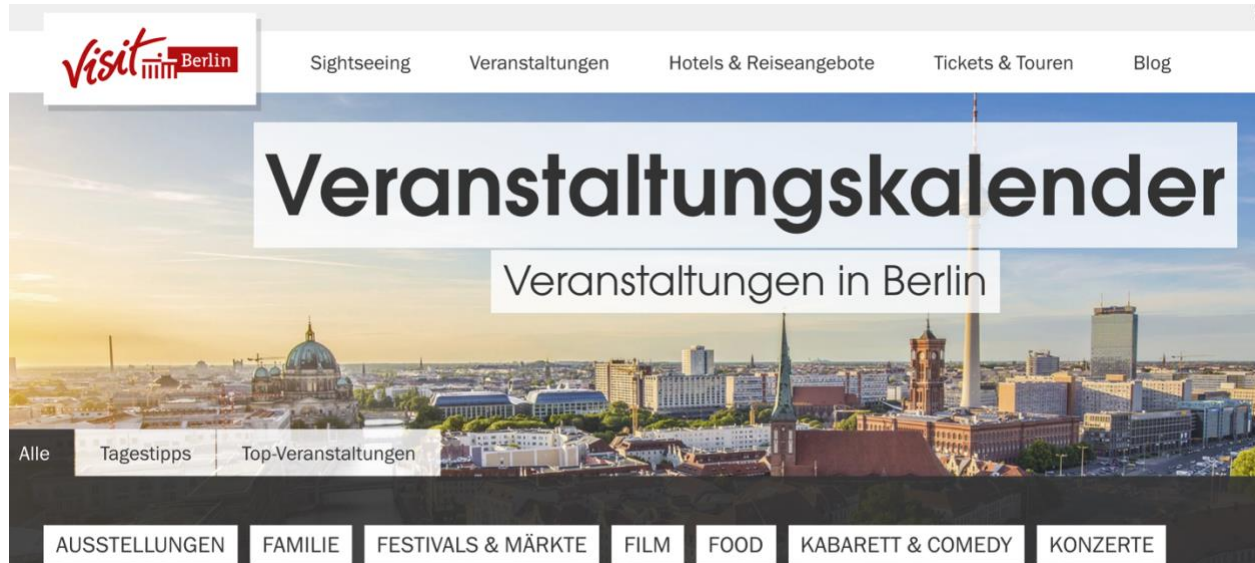 Visit Berlin
Sightseeing Veranstaltungen Hotels & Reiseangebote Tickets & Touren Blog
Veranstaltungskalender
Veranstaltungen in Berlin
Alle Tagestipps Top-Veranstaltungen
AUSSTELLUNGEN FAMILIE FESTIVALS & MÄRKTE FILM FOOD KABARETT & COMEDY KONZERTE